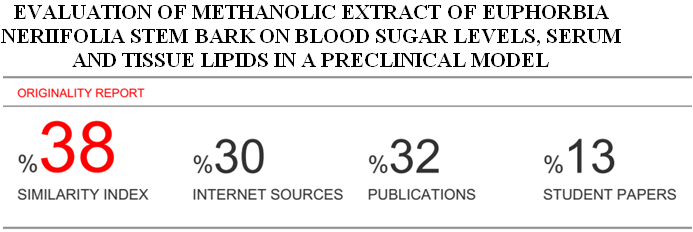 EVALUATION OF METHANOLIC EXTRACT OF EUPHORBIA
NERIIFOLIA STEM BARK ON BLOOD SUGAR LEVELS, SERUM
AND TISSUE LIPIDS IN A PRECLINICAL MODEL
ORIGINALITY REPORT
%38 %30 %32 %13
SIMILARITY INDEX INTERNET SOURCES PUBLICATIONS STUDENT PAPERS